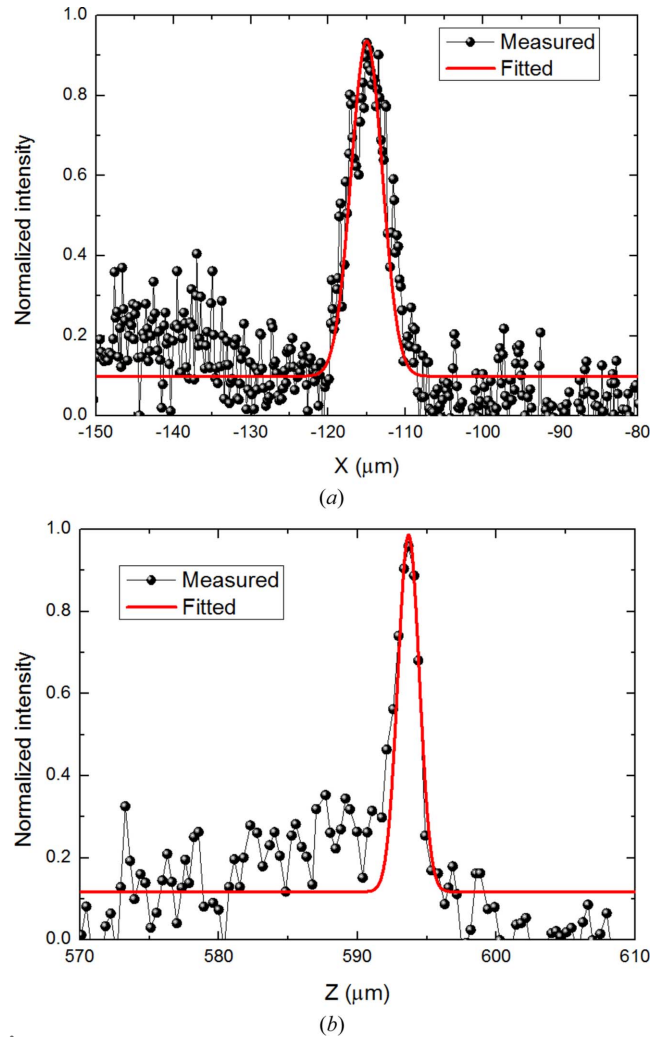 1.0
0.8
0.6
0.4
0.2
0.0
Normalized intensity
Measured
Fitted
-150 -140 -130 -120 -110 -100 -90 -80
X (μm)
(a)
1.0
0.8
0.6
0.4
0.2
0.0
Normalized intensity
Measured
Fitted
570 580 590 600 610
Z (μm)
(b)